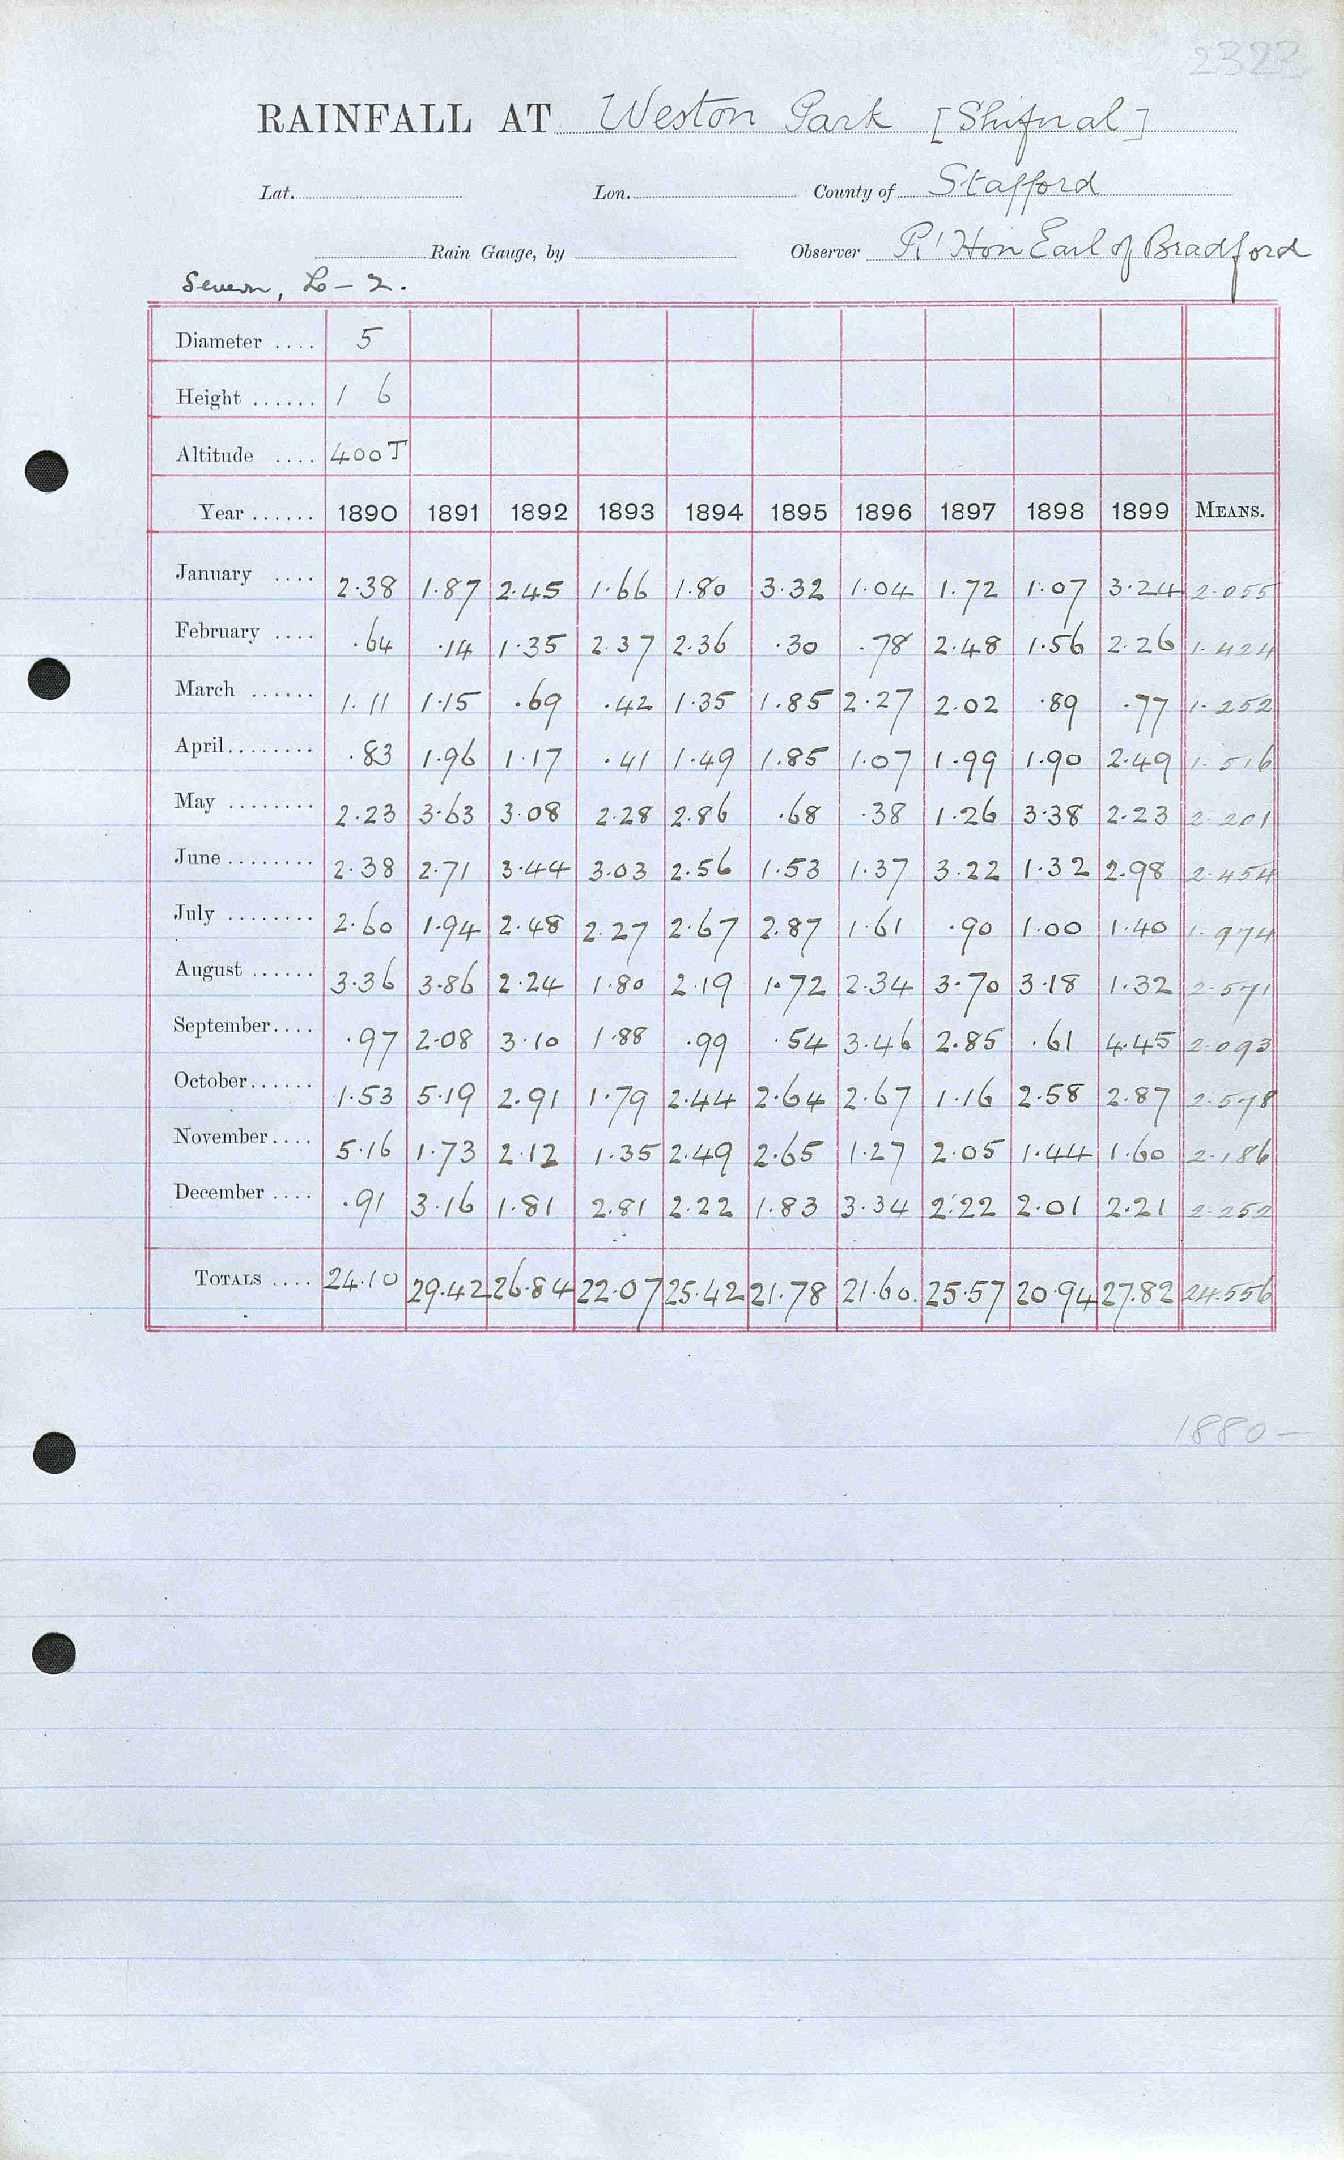 2323
RAINFALL AT Weston Park [Shifnal]
Lat. Lon. County of Stafford
Rain Gauge, by Observer Rt Hon Earl of Bradford
Severn, L - 2.
Diameter .... 5
Height ...... 1 6
Altitude .... 400 T
Year ...... 1890 1891 1892 1893 1894 1895 1896 1897 1898 1899 MEANS.
January .... 2.38 1.87 2.45 1.66 1.80 3.32 1.04 1.72 1.07 3.24 2.055
February .... .64 .14 1.35 2.37 2.36 .30 .78 2.48 1.56 2.26 1.424
March ...... 1.11 1.15 .69 .42 1.35 1.85 2.27 2.02 .89 .77 1.252
April ........ .83 1.96 1.17 .41 1.49 1.85 1.07 1.99 1.90 2.49 1.516
May ........ 2.23 3.63 3.08 2.28 2.86 .68 .38 1.26 3.38 2.23 2.201
June ........ 2.38 2.71 3.44 3.03 2.56 1.53 1.37 3.22 1.32 2.98 2.454
July ........ 2.60 1.94 2.48 2.27 2.67 2.87 1.61 .90 1.00 1.40 1.974
August ...... 3.36 3.86 2.24 1.80 2.19 1.72 2.34 3.70 3.18 1.32 2.571
September.... .97 2.08 3.10 1.88 .99 .54 3.46 2.85 .61 4.45 2.093
October...... 1.53 5.19 2.91 1.79 2.44 2.64 2.67 1.16 2.58 2.87 2.578
November.... 5.16 1.73 2.12 1.35 2.49 2.65 1.27 2.05 1.44 1.60 2.186
December .... .91 3.16 1.81 2.81 2.22 1.83 3.34 2.22 2.01 2.21 2.252
TOTALS .... 24.10 29.42 26.84 22.07 25.42 21.78 21.60. 25.57 20.94 27.82 24.556
1880 -